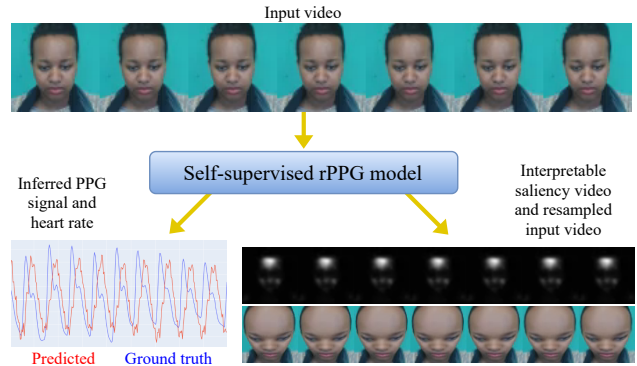 Input video
Self-supervised rPPG model
Inferred PPG
signal and
heart rate
Interpretable
saliency video
and resampled
input video
Predicted
Ground truth